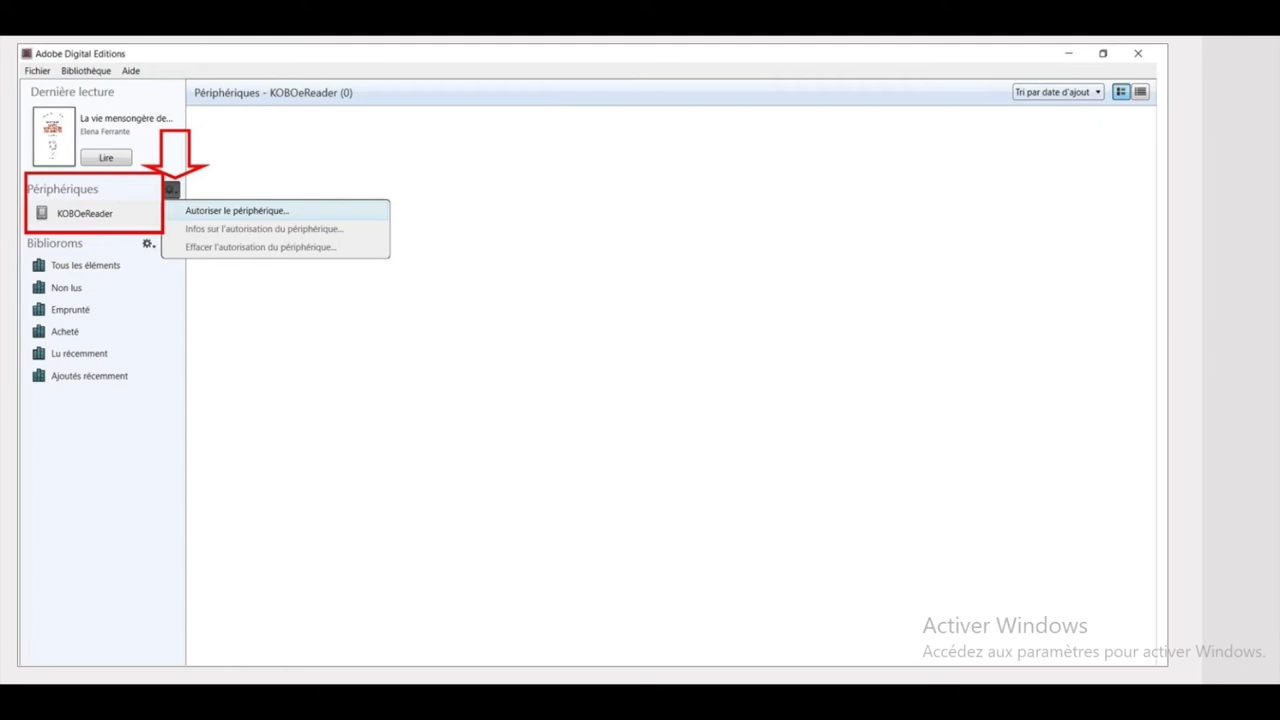 Adobe Digital Editions
Fichier Bibliothèque Aide
Dernière lecture
La vie mensongère de...
Elena Ferrante
Lire
Périphériques
KOBOeReader
Biblioroms
Tous les éléments
Non lus
Emprunté
Acheté
Lu récemment
Ajoutés récemment
Périphériques - KOBOeReader (0)
Tri par date d'ajout
Autoriser le périphérique...
Infos sur l'autorisation du périphérique...
Effacer l'autorisation du périphérique...
Activer Windows
Accédez aux paramètres pour activer Windows.